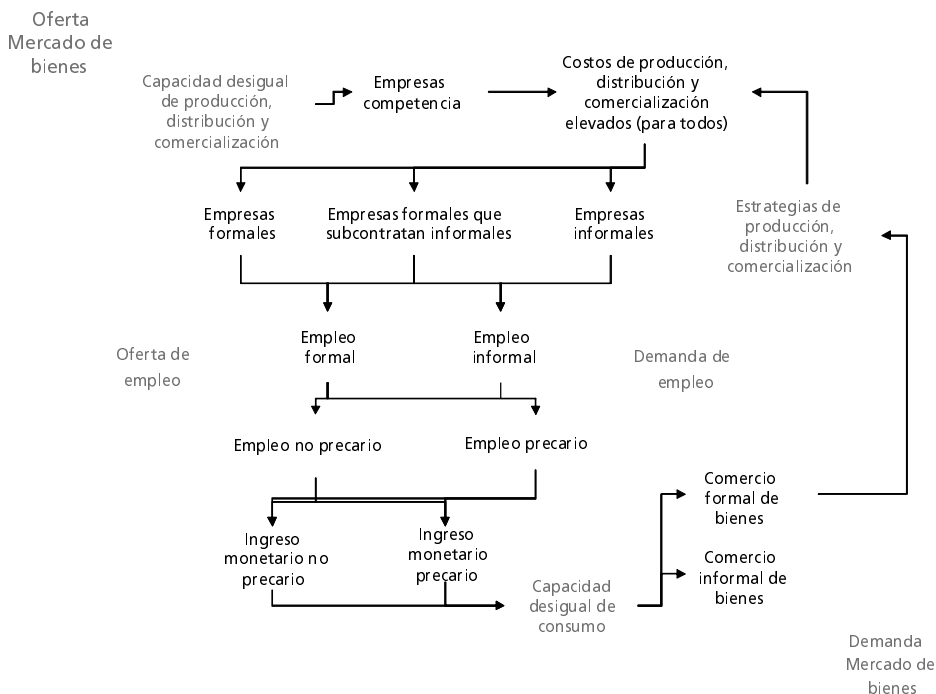 Oferta
Mercado de
bienes
Capacidad desigual
de producción,
distribución y
comercialización
Empresas
competencia
Costos de producción,
distribución y
comercialización
elevados (para todos)
Empresas
formales
Empresas formales que
subcontratan informales
Empresas
informales
Estrategias de
producción,
distribución y
comercialización
Oferta de
empleo
Empleo
formal
Empleo
informal
Demanda de
empleo
Empleo no precario
Empleo precario
Ingreso
monetario no
precario
Ingreso
monetario
precario
Capacidad
desigual de
consumo
Comercio
formal de
bienes
Comercio
informal de
bienes
Demanda
Mercado de
bienes